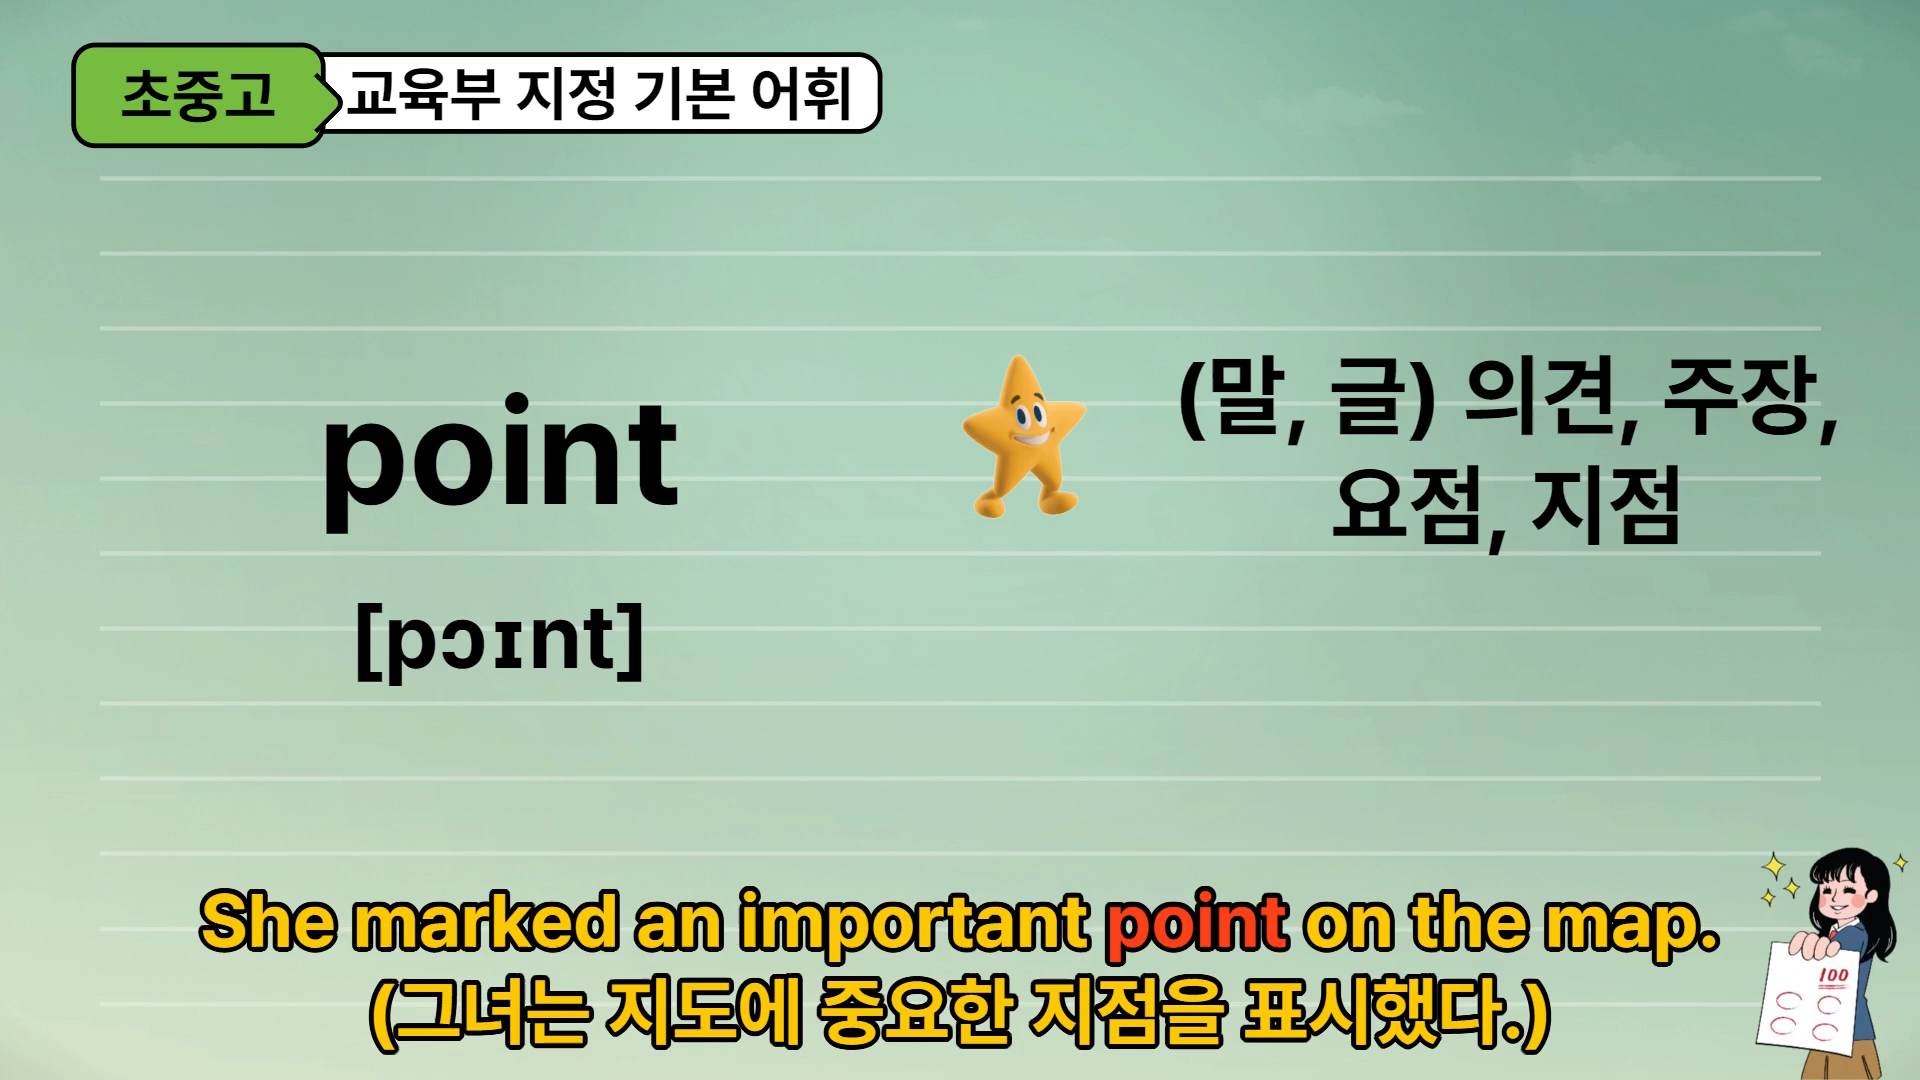 초중고
교육부 지정 기본 어휘
point
[pɔɪnt]
(말, 글) 의견, 주장,
요점, 지점
She marked an important point on the map.
(그녀는 지도에 중요한 지점을 표시했다.)
100